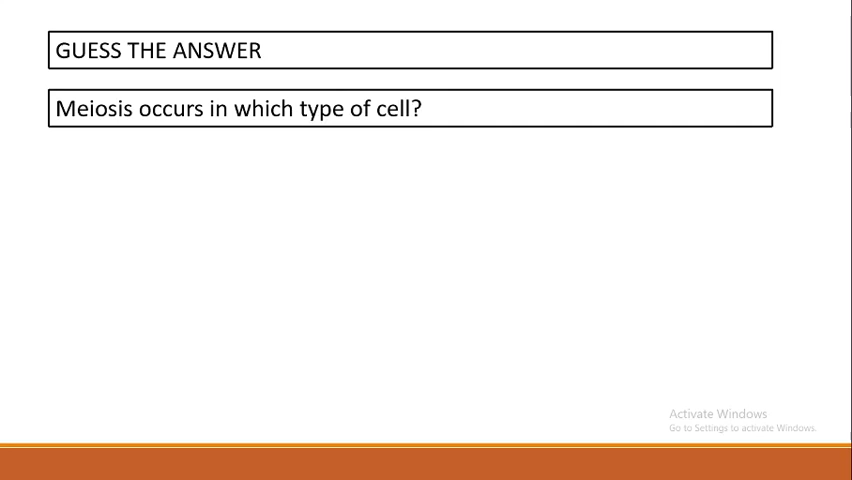 GUESS THE ANSWER
Meiosis occurs in which type of cell?
Activate Windows
Go to Settings to activate Windows.